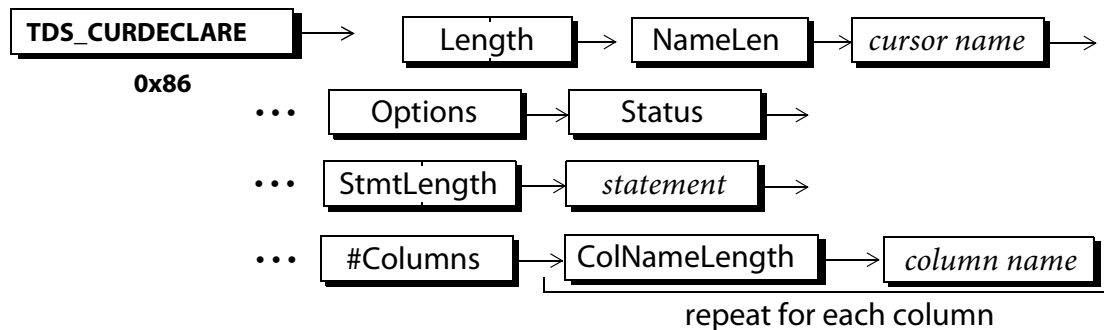 TDS_CURDECLARE Length NameLen cursor name
0x86
... Options Status
... StmtLength statement
... #Columns ColNameLength column name
repeat for each column